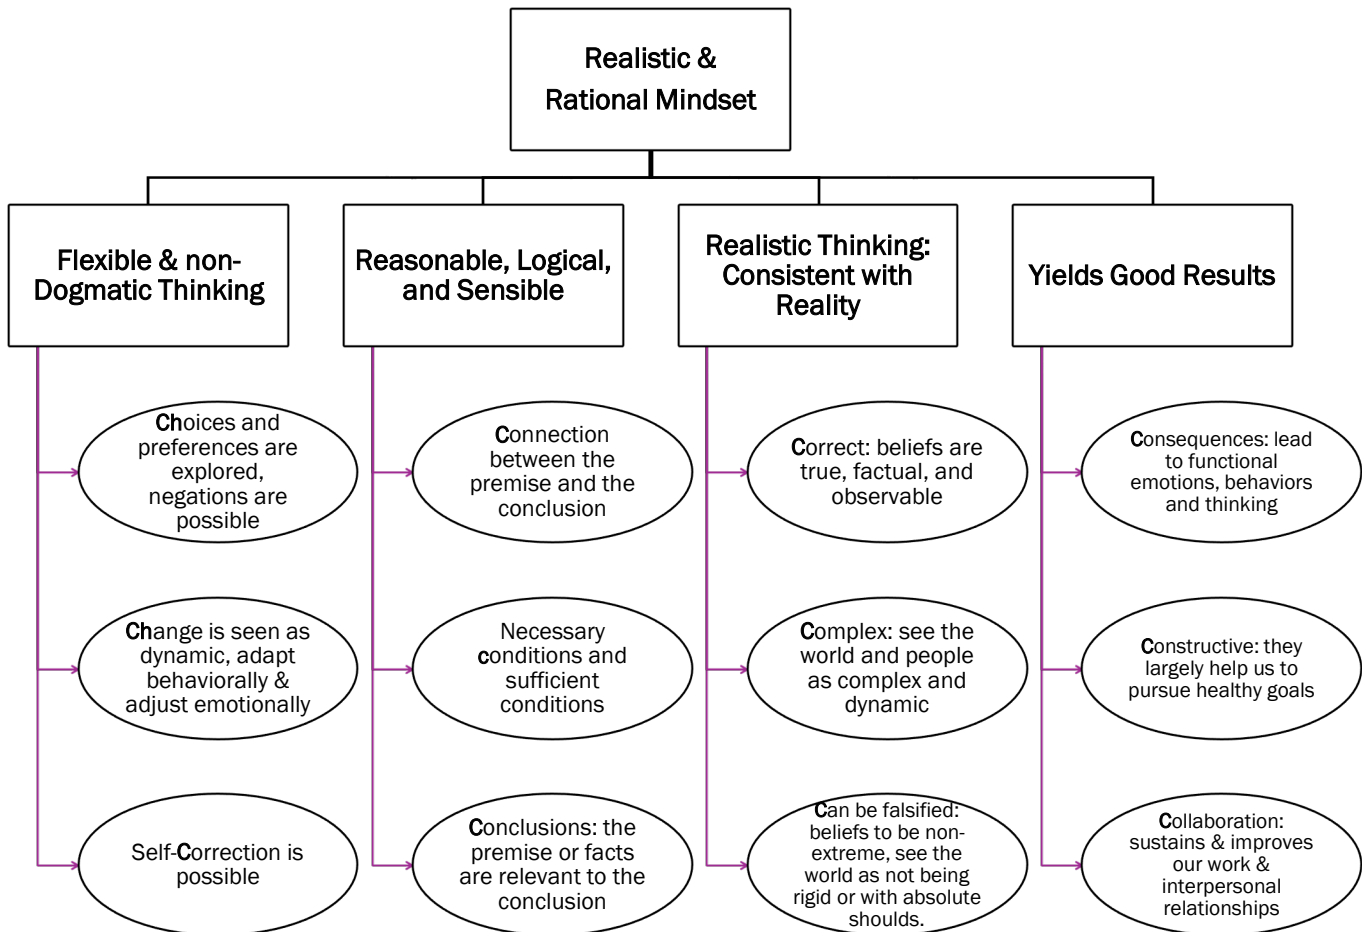 Realistic &
Rational Mindset
Flexible & non-
Dogmatic Thinking
Reasonable, Logical,
and Sensible
Realistic Thinking:
Consistent with
Reality
Yields Good Results
Choices and
preferences are
explored,
negations are
possible
Change is seen as
dynamic, adapt
behaviorally &
adjust emotionally
Self-Correction is
possible
Connection
between the
premise and the
conclusion
Necessary
conditions and
sufficient
conditions
Conclusions: the
premise or facts
are relevant to the
conclusion
Correct: beliefs are
true, factual, and
observable
Complex: see the
world and people
as complex and
dynamic
Can be falsified:
beliefs to be non-
extreme, see the
world as not being
rigid or with absolute
shoulds.
Consequences: lead
to functional
emotions, behaviors
and thinking
Constructive: they
largely help us to
pursue healthy goals
Collaboration:
sustains & improves
our work &
interpersonal
relationships